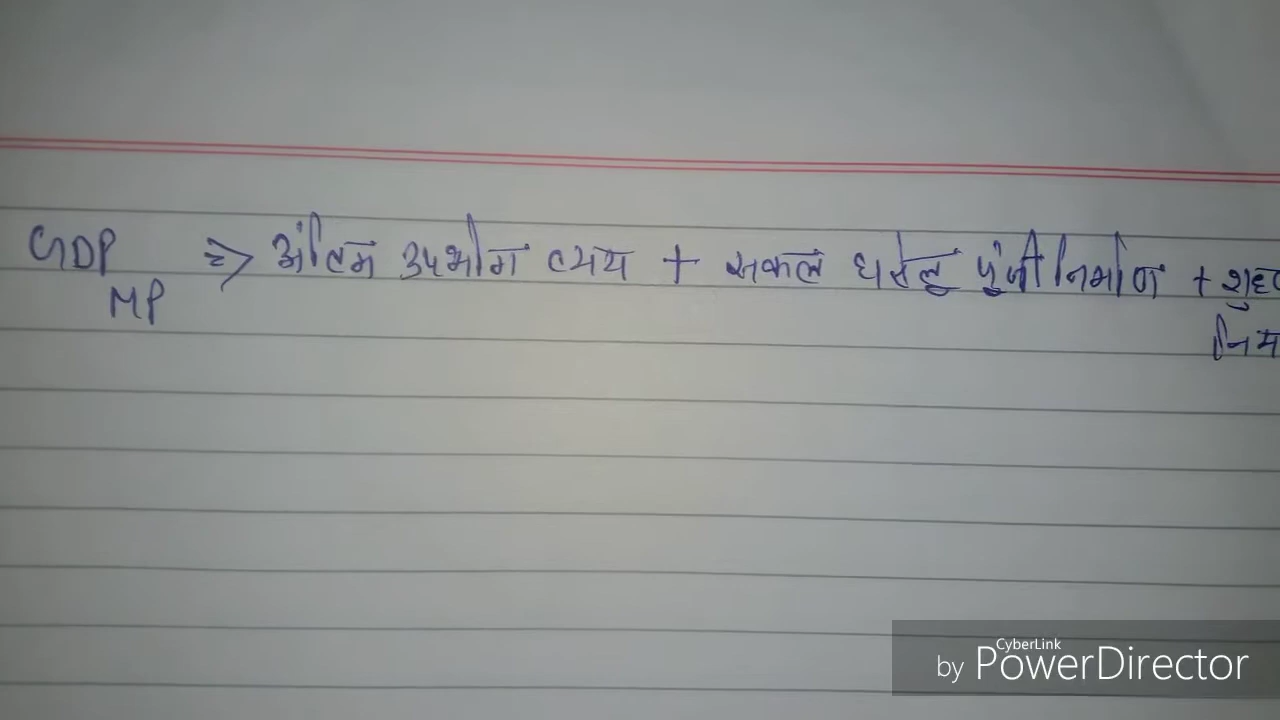 GDP => अंतिम उपभोग व्यय + सकल घरेलू पुंजी निर्माण +
MP
CyberLink
by PowerDirector